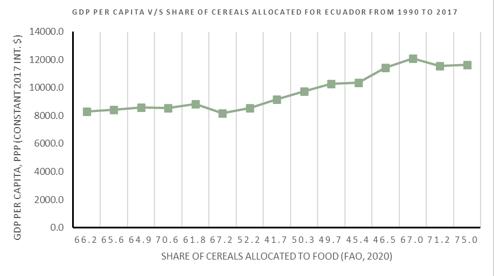 GDP PER CAPITA V/S SHARE OF CEREALS ALLOCATED FOR ECUADOR FROM 1990 TO 2017
GDP PER CAPITA, PPP (CONSTANT 2017 INT. $)
14000.0
12000.0
10000.0
8000.0
6000.0
4000.0
2000.0
0.0
66.2 65.6 64.9 70.6 61.8 67.2 52.2 41.7 50.3 49.7 45.4 46.5 67.0 71.2 75.0
SHARE OF CEREALS ALLOCATED TO FOOD (FAO, 2020)